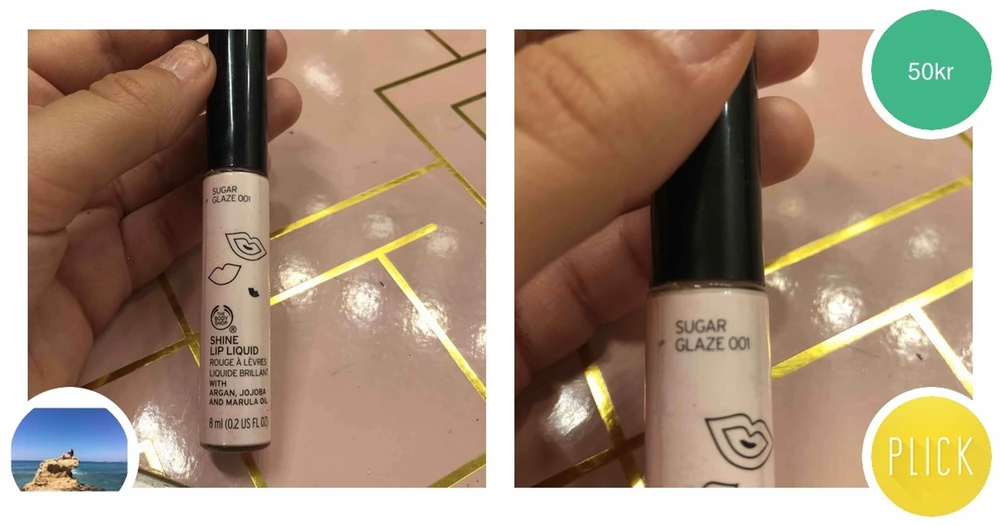 SUGAR
GLAZE 001
THE
BODY
SHOP
®
SHINE
LIP LIQUID
ROUGE À LÈVRES
LIQUIDE BRILLANT
WITH
ARGAN, JOJOBA
AND MARULA OIL
8 ml (0.2 US FL OZ)
50kr
SUGAR
GLAZE 001
PLICK